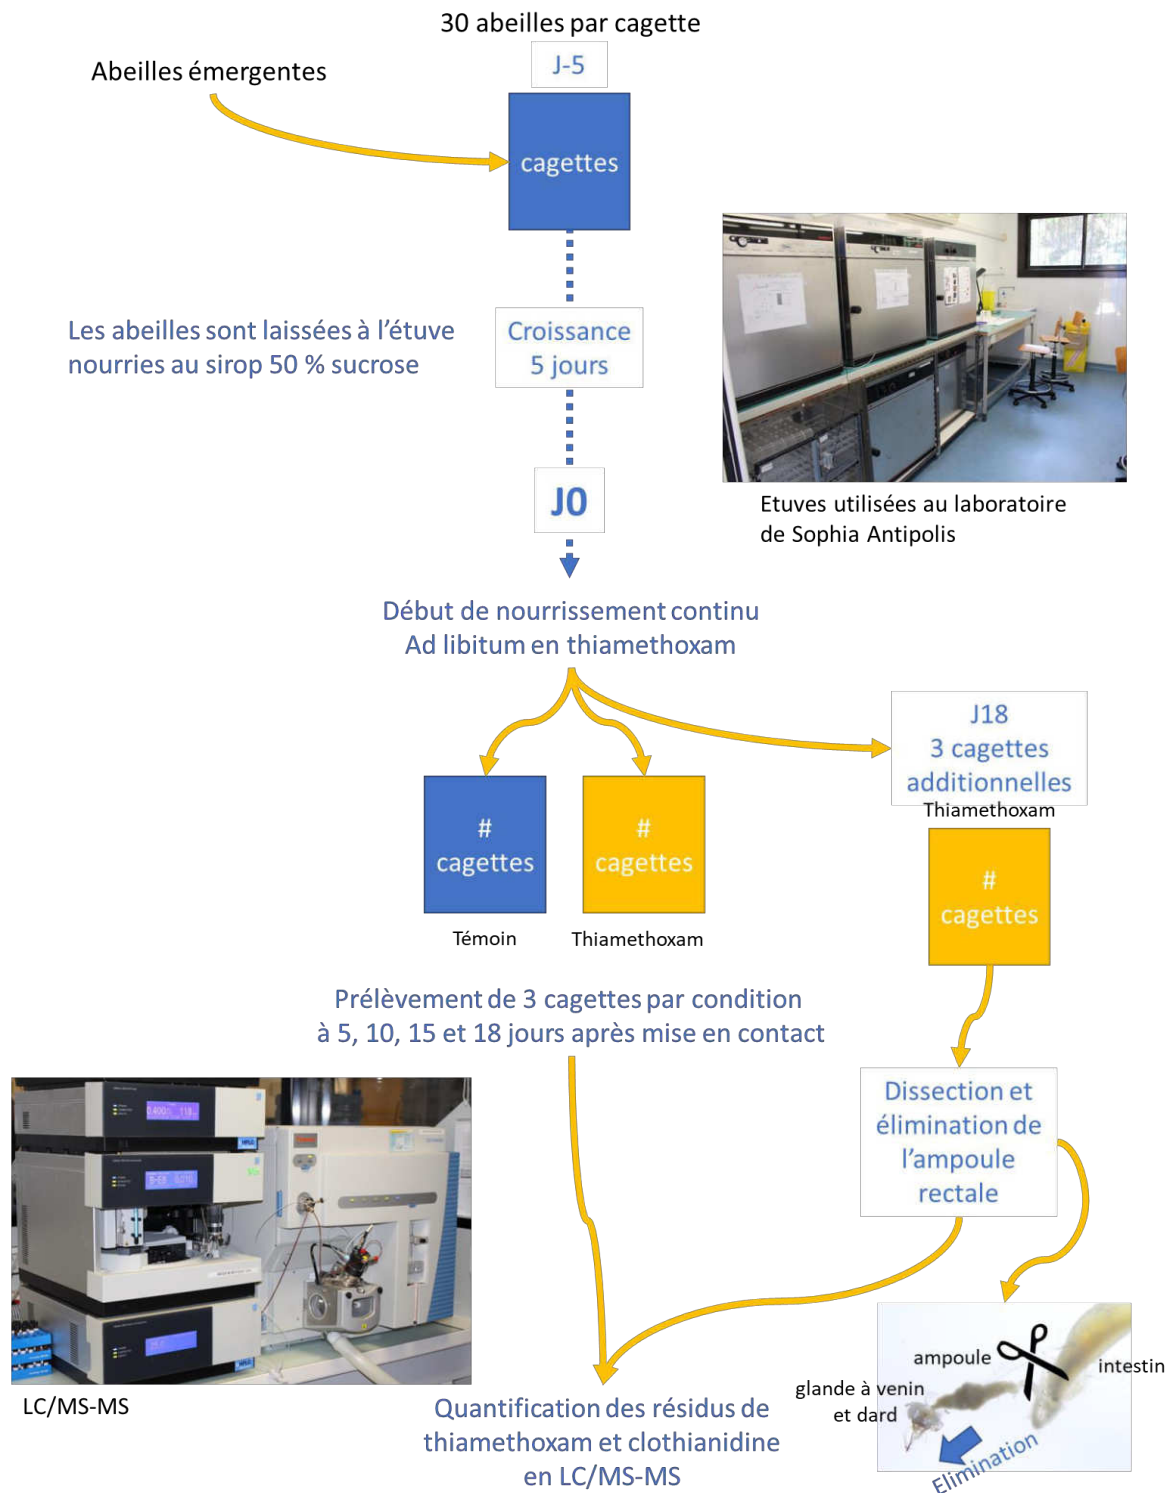 30 abeilles par cagette
J-5
Abeilles émergentes
cagettes
Les abeilles sont laissées à l'étuve
nourries au sirop 50 % sucrose
Croissance
5 jours
J0
Etuves utilisées au laboratoire
de Sophia Antipolis
Début de nourrissement continu
Ad libitum en thiamethoxam
J18
3 cagettes
additionnelles
Thiamethoxam
#
cagettes
#
cagettes
#
cagettes
Témoin
Thiamethoxam
Prélèvement de 3 cagettes par condition
à 5, 10, 15 et 18 jours après mise en contact
Dissection et
élimination de
l'ampoule
rectale
LC/MS-MS
ampoule
intestin
glande à venin
et dard
Elimination
Quantification des résidus de
thiamethoxam et clothianidine
en LC/MS-MS